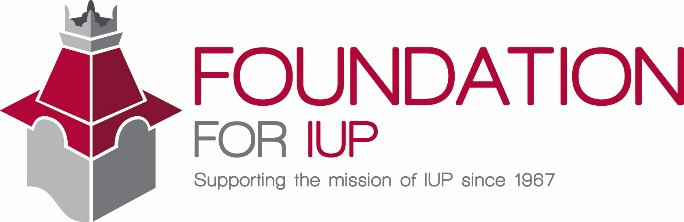 FOUNDATION
FOR IUP
Supporting the mission of IUP since 1967